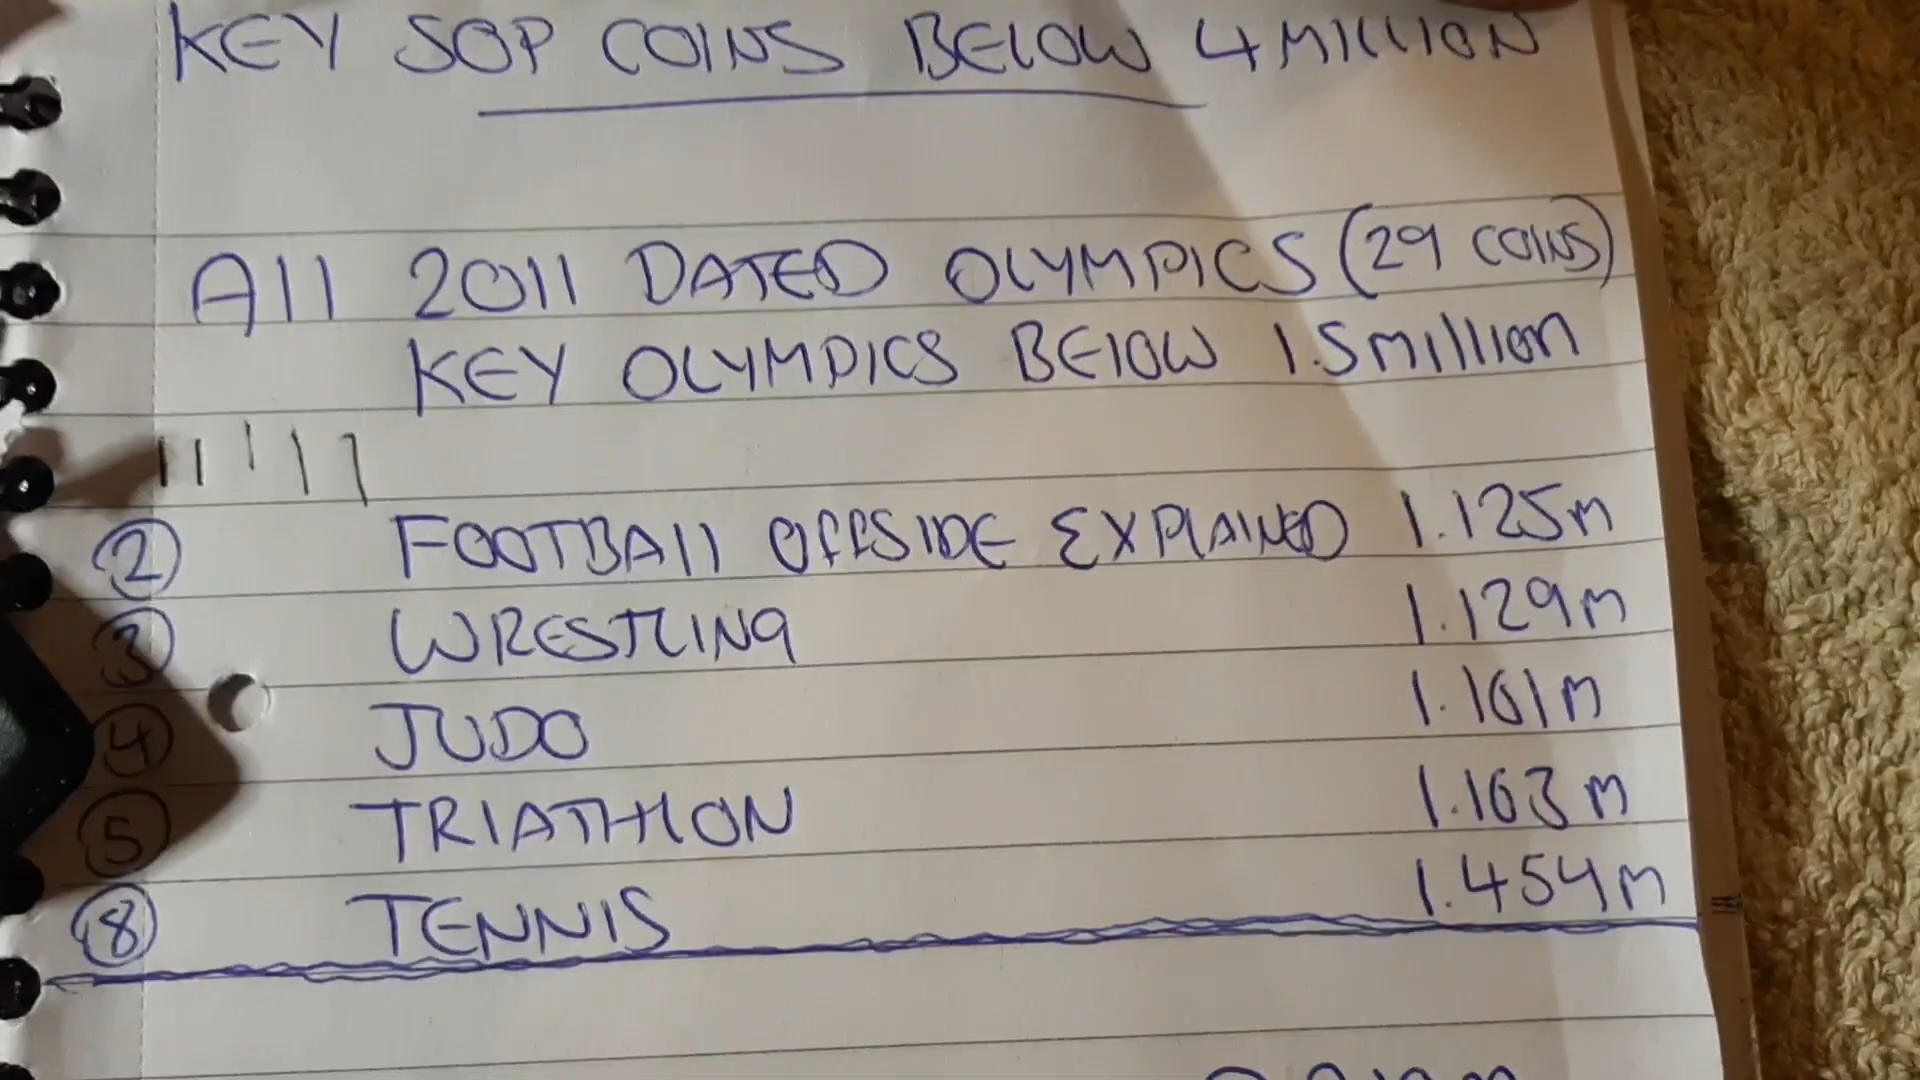 KEY 50P COINS BELOW 4 MILLION
All 2011 DATED OLYMPICS (29 COINS)
KEY OLYMPICS BElOW 1.5 million
② FOOTBAll OFFSIDE EXPLAINED 1.125m
③ WRESTLING 1.129m
④ JUDO 1.161m
⑤ TRIATHLON 1.163m
⑧ TENNIS 1.454m